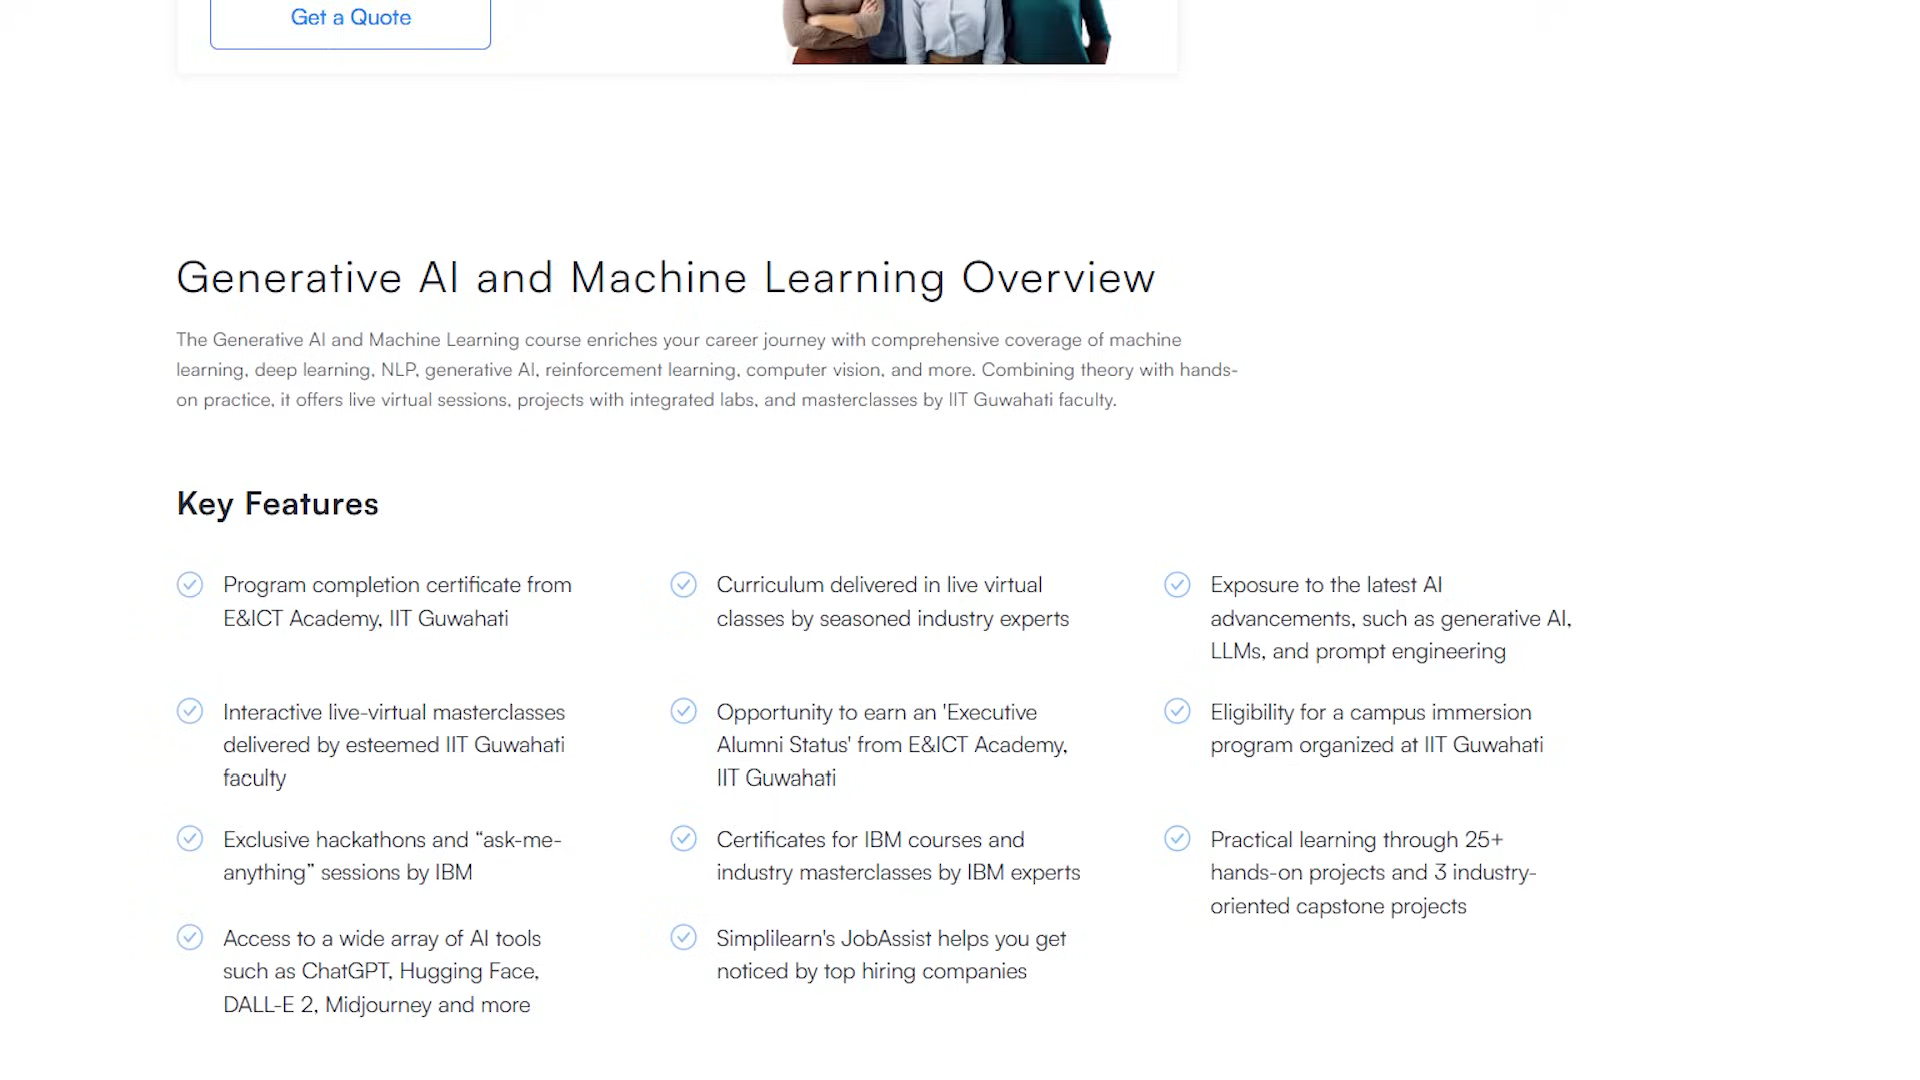 Get a Quote
Generative AI and Machine Learning Overview
The Generative AI and Machine Learning course enriches your career journey with comprehensive coverage of machine
learning, deep learning, NLP, generative AI, reinforcement learning, computer vision, and more. Combining theory with hands-
on practice, it offers live virtual sessions, projects with integrated labs, and masterclasses by IIT Guwahati faculty.
Key Features
Program completion certificate from
E&ICT Academy, IIT Guwahati
Curriculum delivered in live virtual
classes by seasoned industry experts
Exposure to the latest AI
advancements, such as generative AI,
LLMs, and prompt engineering
Interactive live-virtual masterclasses
delivered by esteemed IIT Guwahati
faculty
Opportunity to earn an 'Executive
Alumni Status' from E&ICT Academy,
IIT Guwahati
Eligibility for a campus immersion
program organized at IIT Guwahati
Exclusive hackathons and “ask-me-
anything” sessions by IBM
Certificates for IBM courses and
industry masterclasses by IBM experts
Practical learning through 25+
hands-on projects and 3 industry-
oriented capstone projects
Access to a wide array of AI tools
such as ChatGPT, Hugging Face,
DALL-E 2, Midjourney and more
Simplilearn's JobAssist helps you get
noticed by top hiring companies